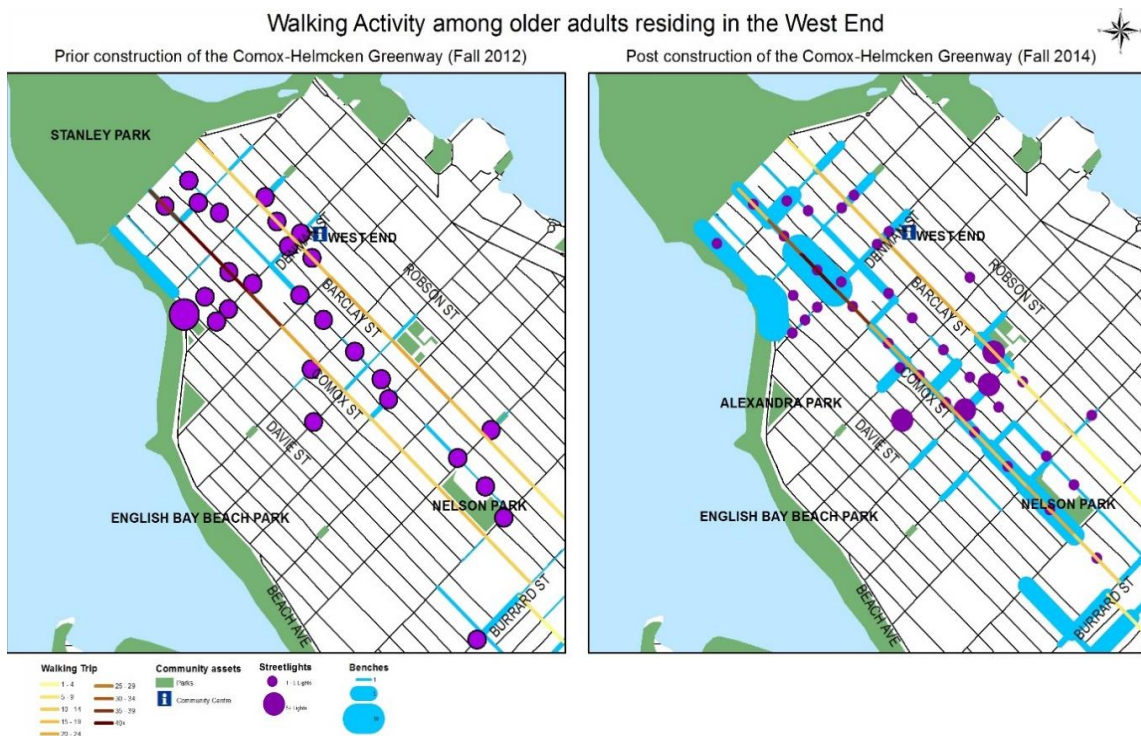 Walking Activity among older adults residing in the West End
Prior construction of the Comox-Helmcken Greenway (Fall 2012)
Post construction of the Comox-Helmcken Greenway (Fall 2014)
STANLEY PARK
WEST END
ROBSON ST
BARCLAY ST
COMOX ST
DAVIE ST
NELSON PARK
ENGLISH BAY BEACH PARK
BEACH AVE
BURRARD ST
DENMAN ST
WEST END
ROBSON ST
BARCLAY ST
COMOX ST
ALEXANDRA PARK
DAVIE ST
NELSON PARK
ENGLISH BAY BEACH PARK
BEACH AVE
BURRARD ST
Walking Trip
1 - 4
5 - 9
10 - 14
15 - 19
20 - 24
25 - 29
30 - 34
35 - 39
40+
Community assets
Parks
Community Centre
Streetlights
Benches